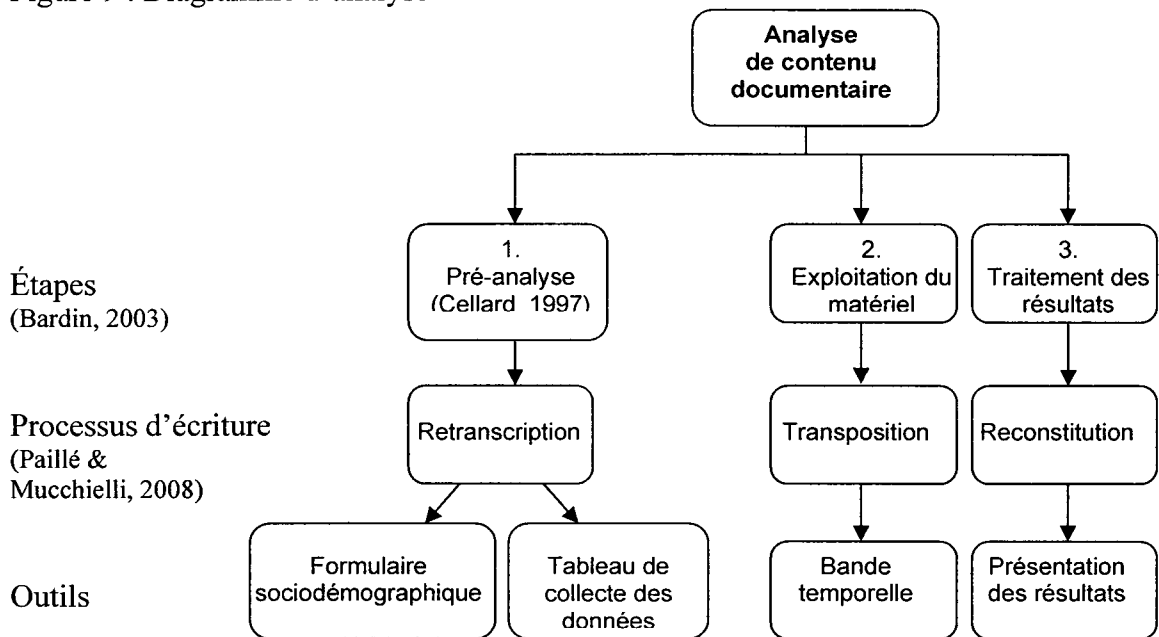 Analyse
de contenu
documentaire
Étapes
(Bardin, 2003)
1.
Pré-analyse
(Cellard 1997)
2.
Exploitation du
matériel
3.
Traitement des
résultats
Processus d’écriture
(Paillé &
Mucchielli, 2008)
Retranscription
Transposition
Reconstitution
Outils
Formulaire
sociodémographique
Tableau de
collecte des
données
Bande
temporelle
Présentation
des résultats